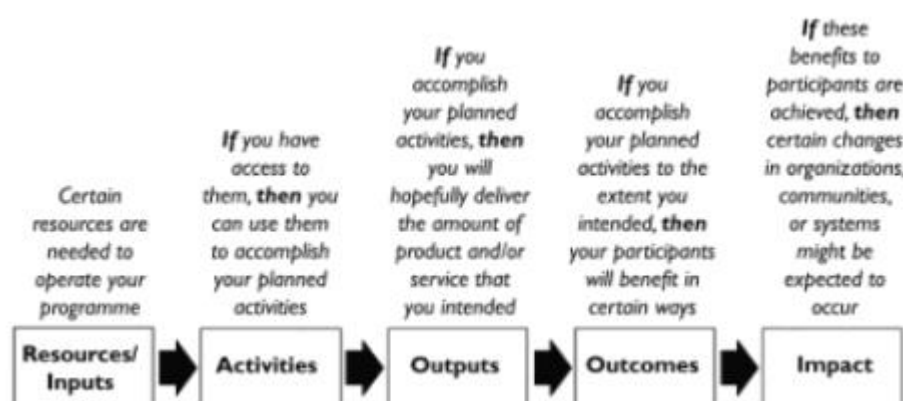 Certain
resources are
needed to
operate your
programme
Resources/
Inputs
If you have
access to
them, then you
can use them
to accomplish
your planned
activities
Activities
If you
accomplish
your planned
activities, then
you will
hopefully deliver
the amount of
product and/or
service that
you intended
Outputs
If you
accomplish
your planned
activities to the
extent you
intended, then
your participants
will benefit in
certain ways
Outcomes
If these
benefits to
participants are
achieved, then
certain changes
in organizations,
communities,
or systems
might be
expected to
occur
Impact